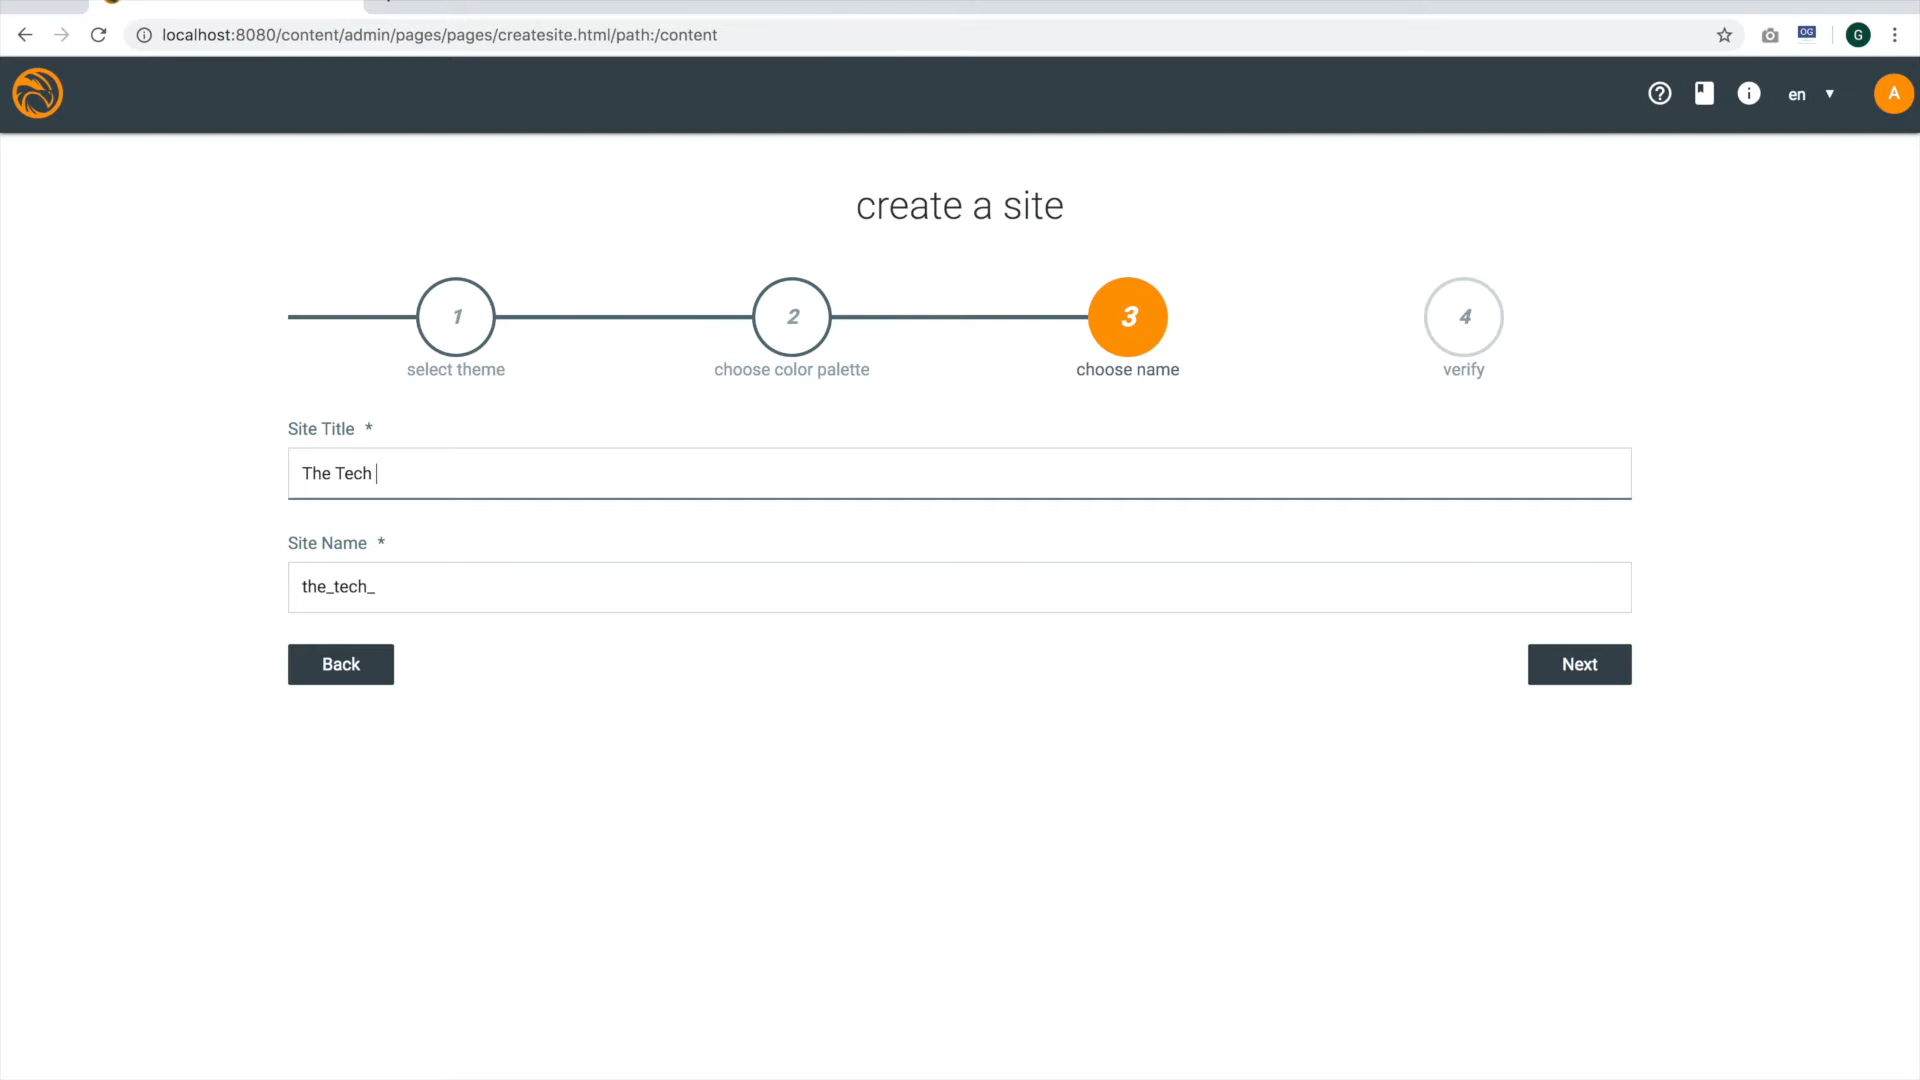 localhost:8080/content/admin/pages/pages/createsite.html/path:/content
OG
G
en
A
create a site
1
2
3
4
select theme
choose color palette
choose name
verify
Site Title *
The Tech
Site Name *
the_tech_
Back
Next